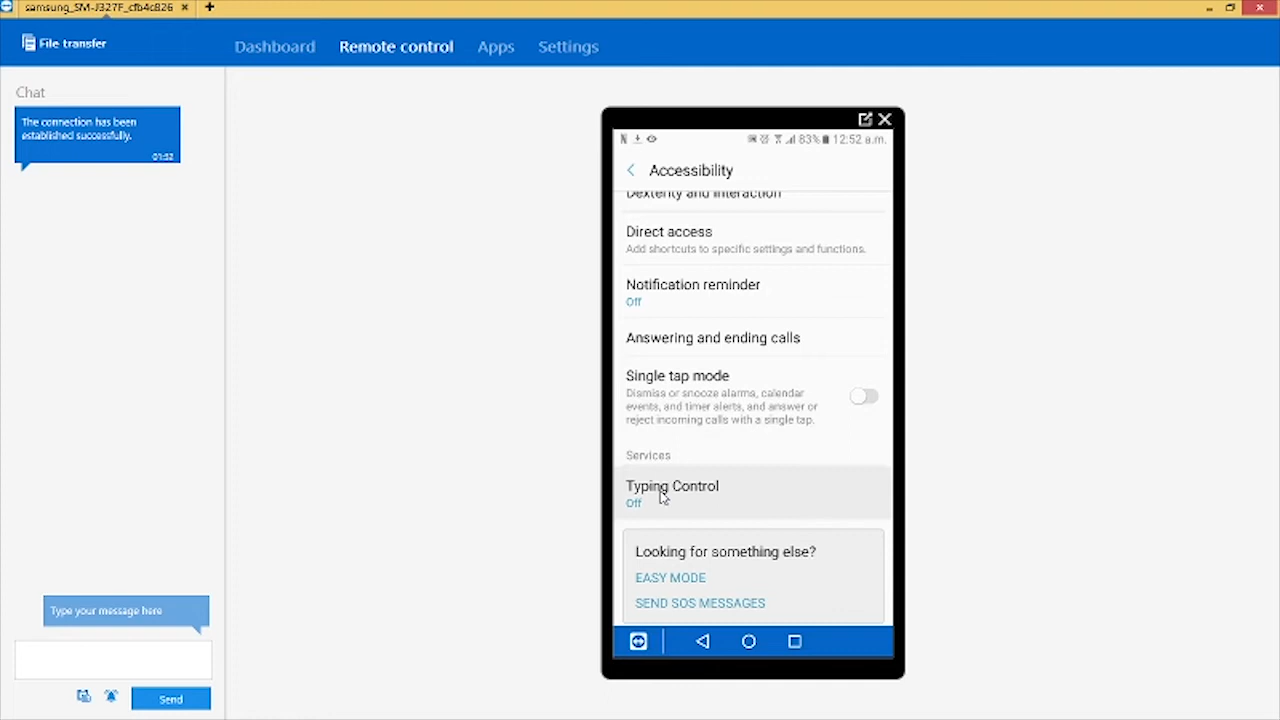 samsung_SM-J327F_cfb4c826
File transfer
Dashboard
Remote control
Apps
Settings
Chat
The connection has been
established successfully.
01:52
Type your message here
Send
83%
12:52 a.m.
Accessibility
Dexterity and interaction
Direct access
Add shortcuts to specific settings and functions.
Notification reminder
Off
Answering and ending calls
Single tap mode
Dismiss or snooze alarms, calendar
events, and timer alerts, and answer or
reject incoming calls with a single tap.
Services
Typing Control
Off
Looking for something else?
EASY MODE
SEND SOS MESSAGES